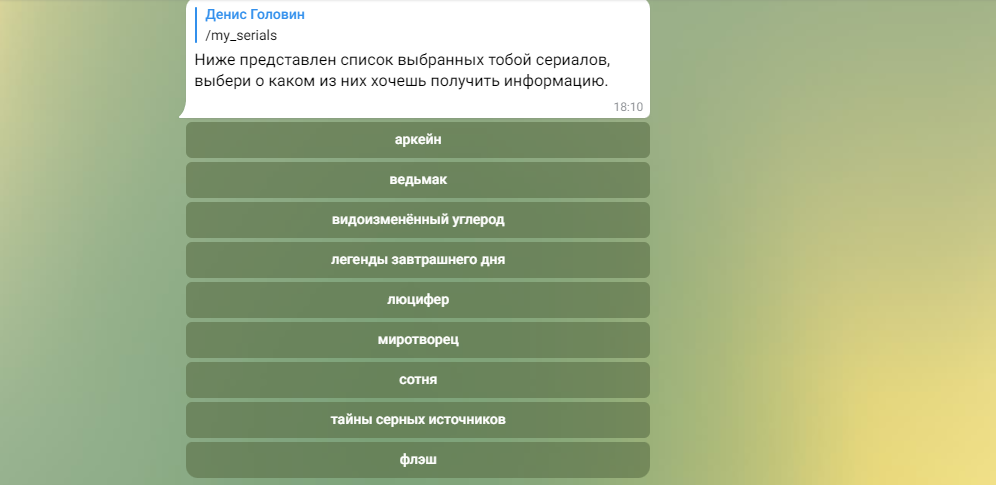 Денис Головин
/my_serials
Ниже представлен список выбранных тобой сериалов,
выбери о каком из них хочешь получить информацию.
18:10
аркейн
ведьмак
видоизменённый углерод
легенды завтрашнего дня
люцифер
миротворец
сотня
тайны серных источников
флэш